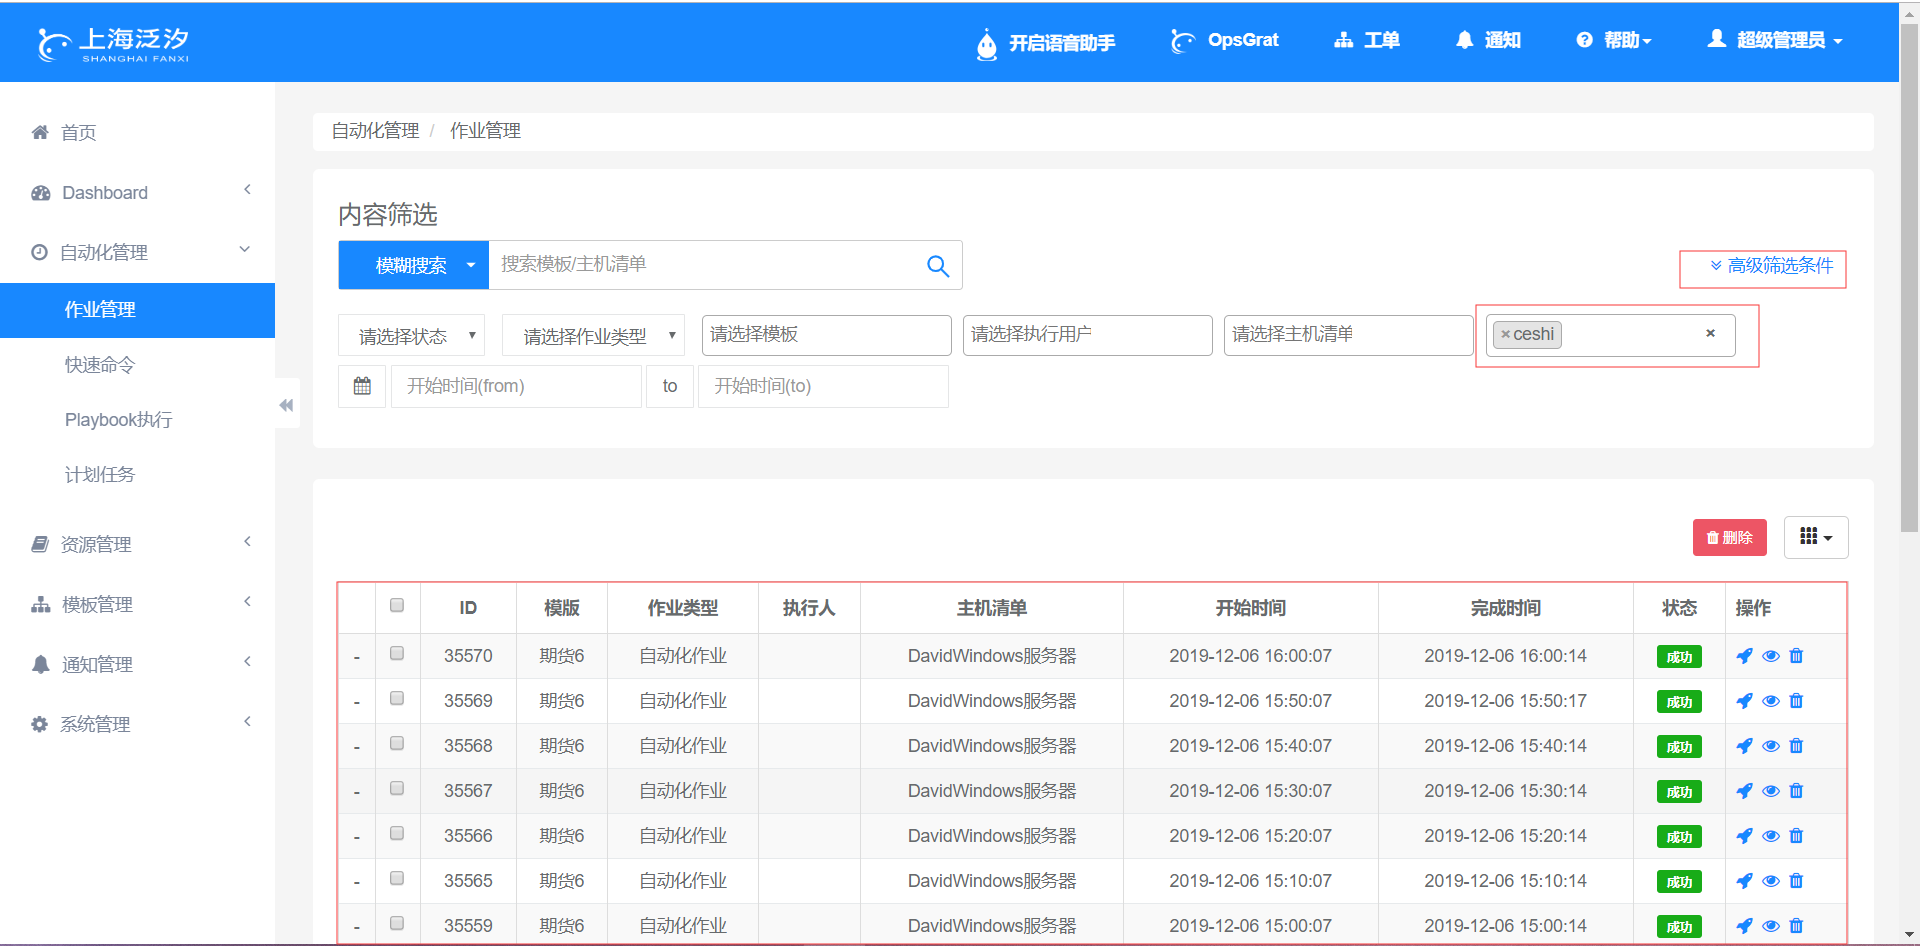 上海泛汐
SHANGHAI FANXI
开启语音助手 OpsGrat 工单 通知 帮助 超级管理员
首页
Dashboard
自动化管理
作业管理
快速命令
Playbook执行
计划任务
资源管理
模板管理
通知管理
系统管理
自动化管理 / 作业管理
内容筛选
模糊搜索 搜索模板/主机清单
高级筛选条件
请选择状态 请选择作业类型 请选择模板 请选择执行用户 请选择主机清单 ×ceshi ×
开始时间(from) to 开始时间(to)
删除
ID 模版 作业类型 执行人 主机清单 开始时间 完成时间 状态 操作
- 35570 期货6 自动化作业 DavidWindows服务器 2019-12-06 16:00:07 2019-12-06 16:00:14 成功
- 35569 期货6 自动化作业 DavidWindows服务器 2019-12-06 15:50:07 2019-12-06 15:50:17 成功
- 35568 期货6 自动化作业 DavidWindows服务器 2019-12-06 15:40:07 2019-12-06 15:40:14 成功
- 35567 期货6 自动化作业 DavidWindows服务器 2019-12-06 15:30:07 2019-12-06 15:30:14 成功
- 35566 期货6 自动化作业 DavidWindows服务器 2019-12-06 15:20:07 2019-12-06 15:20:14 成功
- 35565 期货6 自动化作业 DavidWindows服务器 2019-12-06 15:10:07 2019-12-06 15:10:14 成功
- 35559 期货6 自动化作业 DavidWindows服务器 2019-12-06 15:00:07 2019-12-06 15:00:14 成功